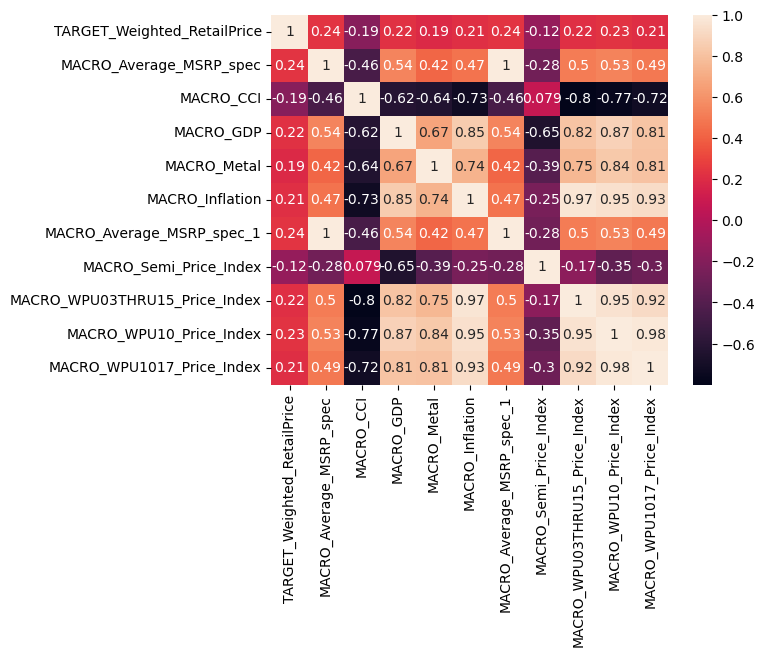 TARGET_Weighted_RetailPrice 1 0.24 -0.19 0.22 0.19 0.21 0.24 -0.12 0.22 0.23 0.21
MACRO_Average_MSRP_spec 0.24 1 -0.46 0.54 0.42 0.47 1 -0.28 0.5 0.53 0.49
MACRO_CCI -0.19 -0.46 1 -0.62 -0.64 -0.73 -0.46 0.079 -0.8 -0.77 -0.72
MACRO_GDP 0.22 0.54 -0.62 1 0.67 0.85 0.54 -0.65 0.82 0.87 0.81
MACRO_Metal 0.19 0.42 -0.64 0.67 1 0.74 0.42 -0.39 0.75 0.84 0.81
MACRO_Inflation 0.21 0.47 -0.73 0.85 0.74 1 0.47 -0.25 0.97 0.95 0.93
MACRO_Average_MSRP_spec_1 0.24 1 -0.46 0.54 0.42 0.47 1 -0.28 0.5 0.53 0.49
MACRO_Semi_Price_Index -0.12 -0.28 0.079 -0.65 -0.39 -0.25 -0.28 1 -0.17 -0.35 -0.3
MACRO_WPU03THRU15_Price_Index 0.22 0.5 -0.8 0.82 0.75 0.97 0.5 -0.17 1 0.95 0.92
MACRO_WPU10_Price_Index 0.23 0.53 -0.77 0.87 0.84 0.95 0.53 -0.35 0.95 1 0.98
MACRO_WPU1017_Price_Index 0.21 0.49 -0.72 0.81 0.81 0.93 0.49 -0.3 0.92 0.98 1
TARGET_Weighted_RetailPrice
MACRO_Average_MSRP_spec
MACRO_CCI
MACRO_GDP
MACRO_Metal
MACRO_Inflation
MACRO_Average_MSRP_spec_1
MACRO_Semi_Price_Index
MACRO_WPU03THRU15_Price_Index
MACRO_WPU10_Price_Index
MACRO_WPU1017_Price_Index
1.0
0.8
0.6
0.4
0.2
0.0
−0.2
−0.4
−0.6